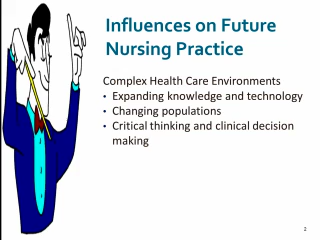 Influences on Future
Nursing Practice
Complex Health Care Environments
• Expanding knowledge and technology
• Changing populations
• Critical thinking and clinical decision
making
2